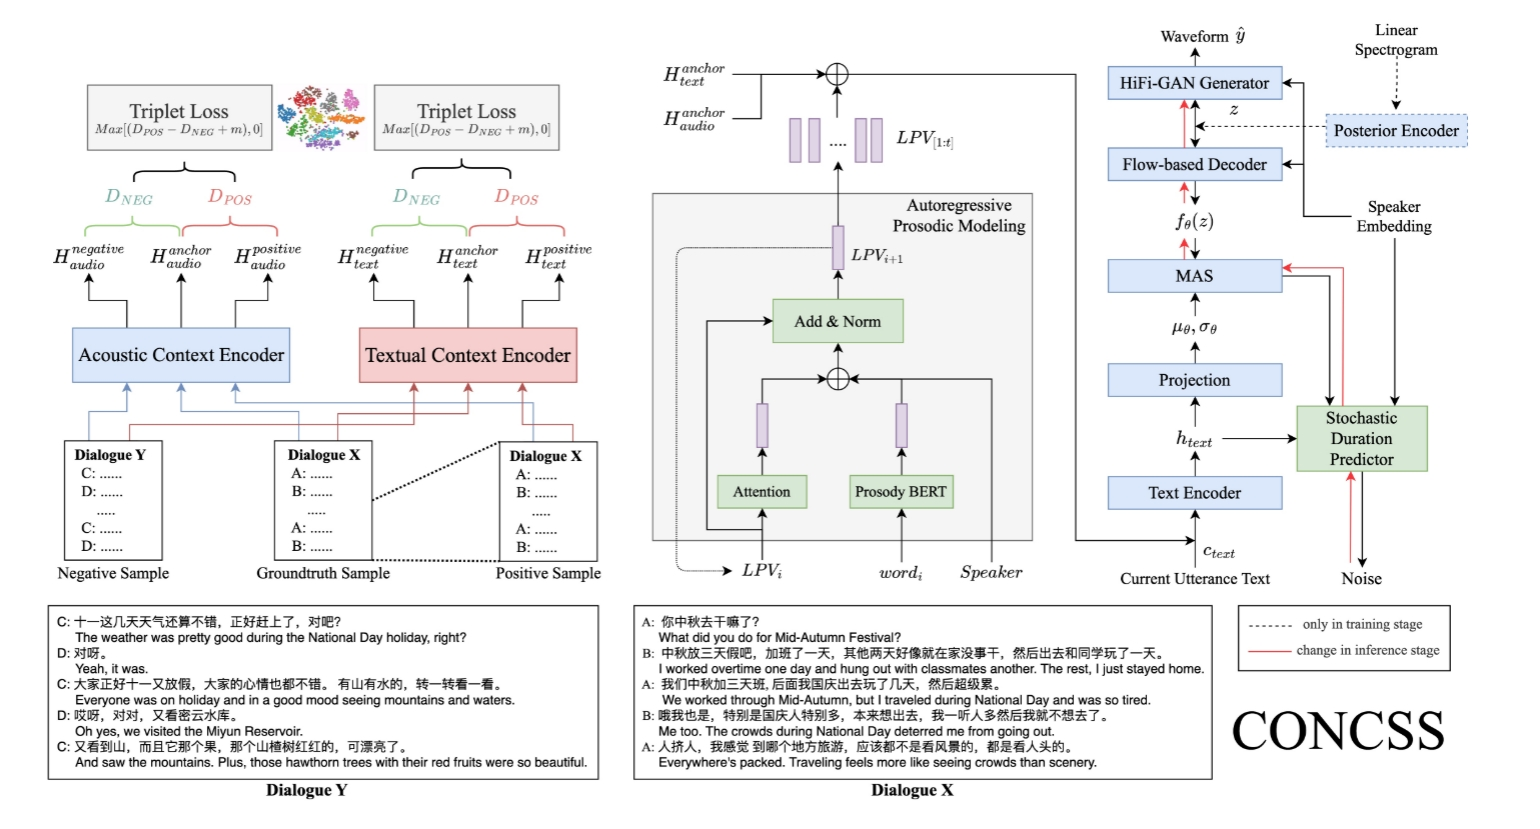 Triplet Loss
Max[(D_POS − D_NEG + m), 0]
Triplet Loss
Max[(D_POS − D_NEG + m), 0]
D_NEG
D_POS
D_NEG
D_POS
H_audio^negative
H_audio^anchor
H_audio^positive
H_text^negative
H_text^anchor
H_text^positive
Acoustic Context Encoder
Textual Context Encoder
Dialogue Y
C: ......
D: ......
.....
C: ......
D: ......
Negative Sample
Dialogue X
A: ......
B: ......
.....
A: ......
B: ......
Groundtruth Sample
Dialogue X
A: ......
B: ......
.....
A: ......
B: ......
Positive Sample
H_text^anchor
H_audio^anchor
....
LPV_[1:t]
Autoregressive
Prosodic Modeling
LPV_i+1
Add & Norm
Attention
Prosody BERT
LPV_i
word_i
Speaker
Waveform ŷ
HiFi-GAN Generator
z
Flow-based Decoder
f_θ(z)
MAS
μ_θ, σ_θ
Projection
h_text
Text Encoder
c_text
Current Utterance Text
Linear
Spectrogram
Posterior Encoder
Speaker
Embedding
Stochastic
Duration
Predictor
Noise
C: 十一这几天天气还算不错，正好赶上了，对吧?
The weather was pretty good during the National Day holiday, right?
D: 对呀。
Yeah, it was.
C: 大家正好十一又放假，大家的心情也都不错。 有山有水的，转一转看一看。
Everyone was on holiday and in a good mood seeing mountains and waters.
D: 哎呀，对对，又看密云水库。
Oh yes, we visited the Miyun Reservoir.
C: 又看到山，而且它那个果，那个山楂树红红的，可漂亮了。
And saw the mountains. Plus, those hawthorn trees with their red fruits were so beautiful.
Dialogue Y
A: 你中秋去干嘛了?
What did you do for Mid-Autumn Festival?
B: 中秋放三天假吧，加班了一天，其他两天好像就在家没事干，然后出去和同学玩了一天。
I worked overtime one day and hung out with classmates another. The rest, I just stayed home.
A: 我们中秋加三天班, 后面我国庆出去玩了几天，然后超级累。
We worked through Mid-Autumn, but I traveled during National Day and was so tired.
B: 哦我也是，特别是国庆人特别多，本来想出去，我一听人多然后我就不想去了。
Me too. The crowds during National Day deterred me from going out.
A: 人挤人，我感觉 到哪个地方旅游，应该都不是看风景的，都是看人头的。
Everywhere's packed. Traveling feels more like seeing crowds than scenery.
Dialogue X
only in training stage
change in inference stage
CONCSS